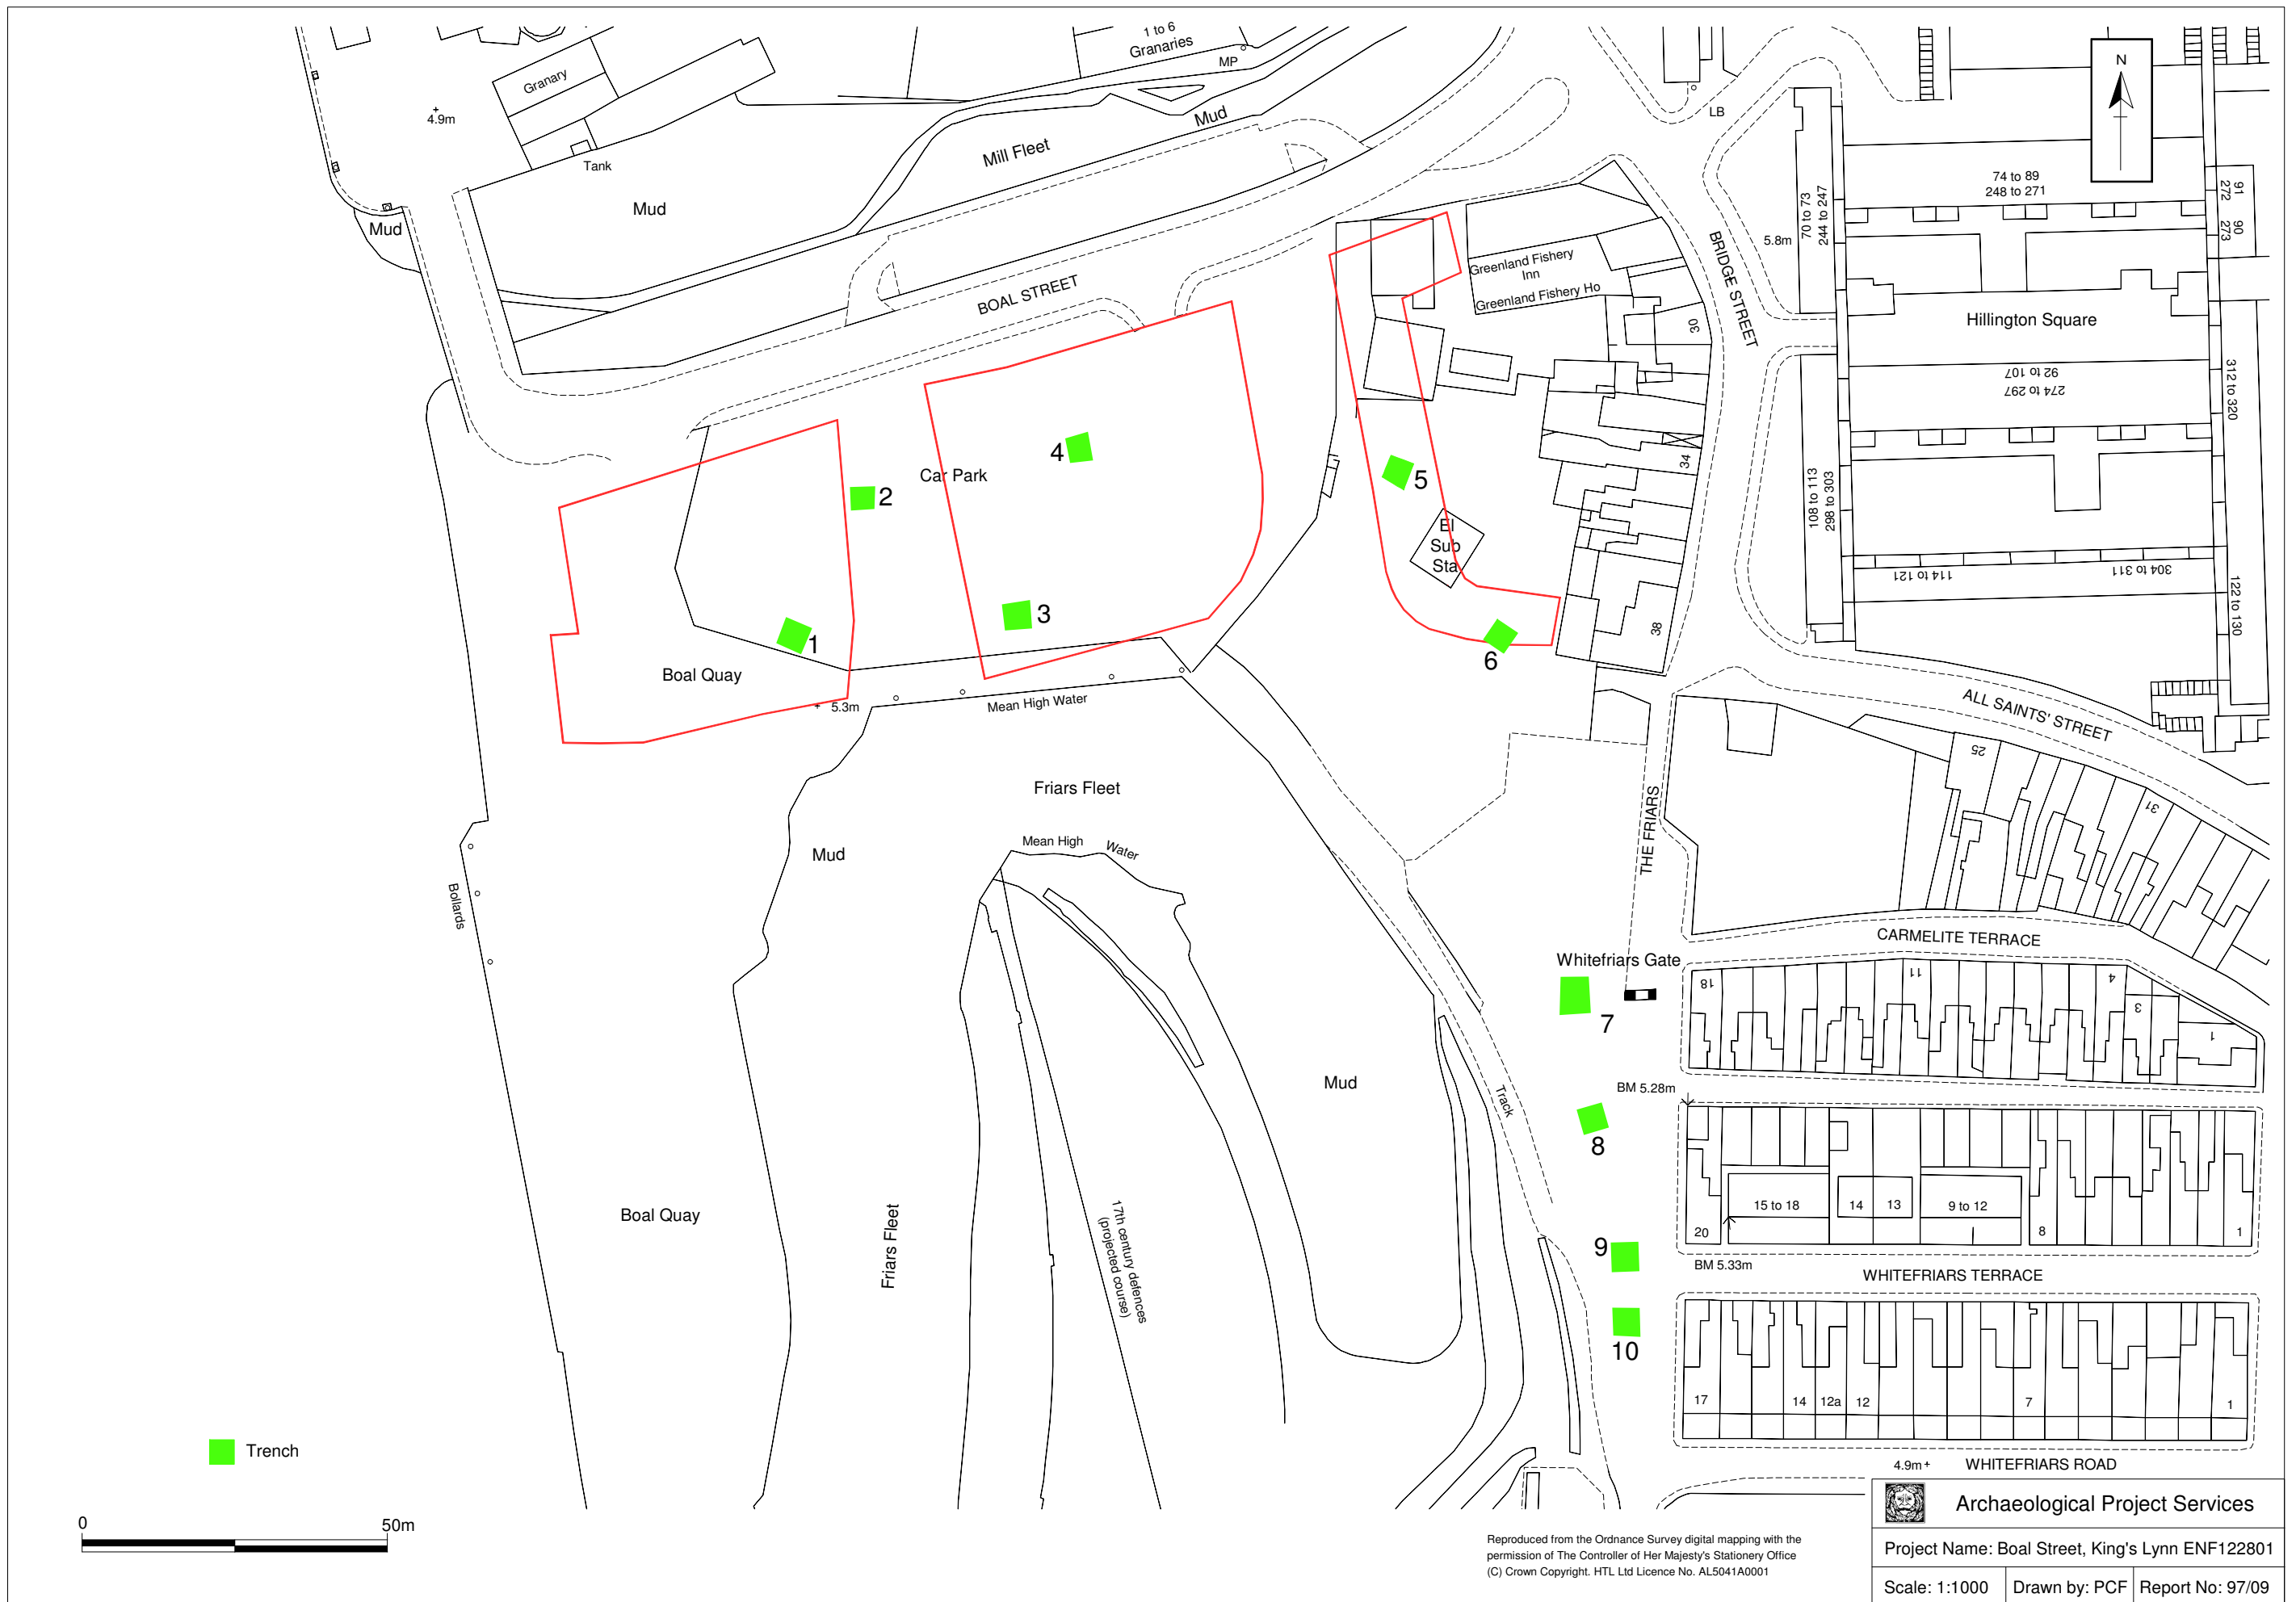 1 to 6
Granaries
MP
Granary
4.9m
Tank
Mud
Mill Fleet
Mud
Mud
LB
N
74 to 89
248 to 271
70 to 73
244 to 247
91
272
90
273
5.8m
BRIDGE STREET
BOAL STREET
Greenland Fishery
Inn
Greenland Fishery Ho
30
Hillington Square
92 to 107
274 to 297
312 to 320
34
Car Park
4
2
5
El
Sub
Sta
108 to 113
298 to 303
114 to 121
304 to 311
122 to 130
3
1
6
38
Boal Quay
5.3m
Mean High Water
ALL SAINTS' STREET
25
31
Friars Fleet
Mean High Water
Mud
THE FRIARS
Bollards
CARMELITE TERRACE
Whitefriars Gate
18
11
4
3
1
7
Mud
Track
BM 5.28m
8
15 to 18
14
13
9 to 12
20
8
1
Boal Quay
Friars Fleet
17th century defences
(projected course)
9
BM 5.33m
WHITEFRIARS TERRACE
10
17
14
12a
12
7
1
Trench
4.9m
WHITEFRIARS ROAD
0
50m
Reproduced from the Ordnance Survey digital mapping with the
permission of The Controller of Her Majesty's Stationery Office
(C) Crown Copyright. HTL Ltd Licence No. AL5041A0001
Archaeological Project Services
Project Name: Boal Street, King's Lynn ENF122801
Scale: 1:1000
Drawn by: PCF
Report No: 97/09